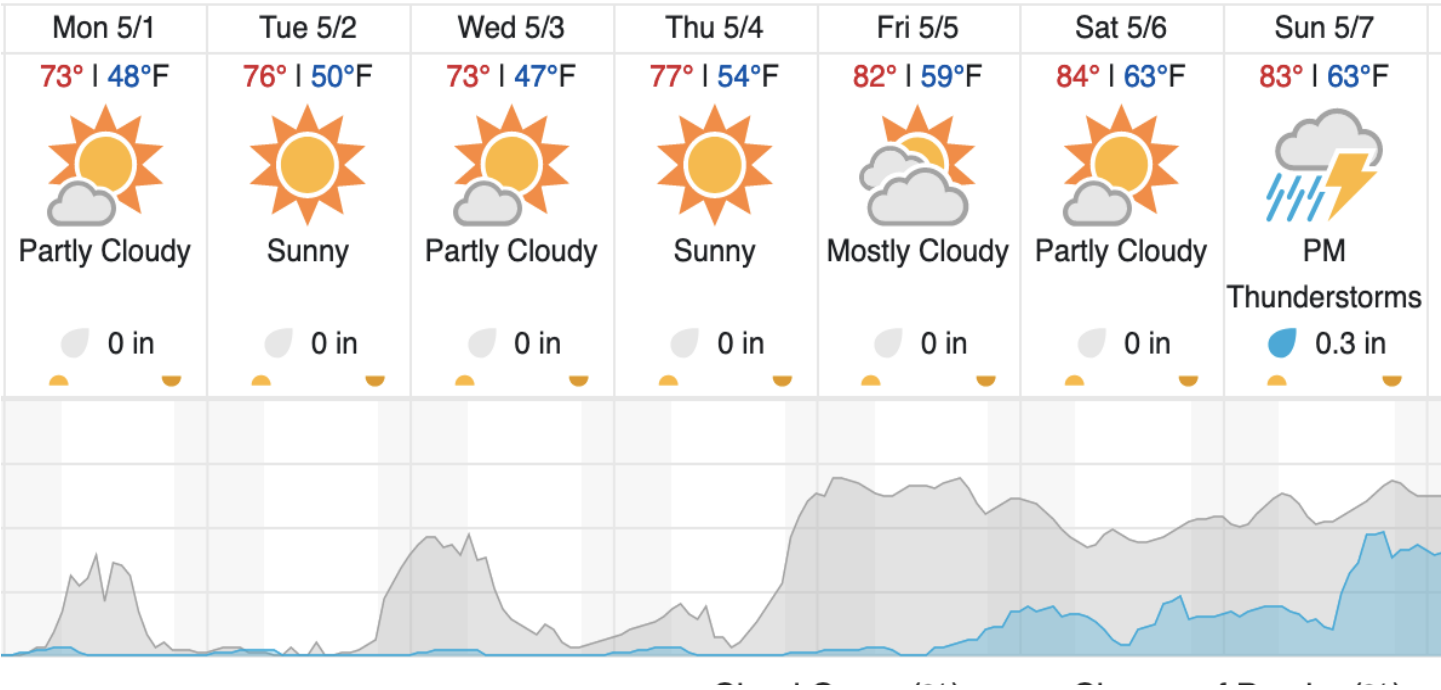 Mon 5/1 Tue 5/2 Wed 5/3 Thu 5/4 Fri 5/5 Sat 5/6 Sun 5/7
73° | 48°F 76° | 50°F 73° | 47°F 77° | 54°F 82° | 59°F 84° | 63°F 83° | 63°F
Partly Cloudy Sunny Partly Cloudy Sunny Mostly Cloudy Partly Cloudy PM
Thunderstorms
0 in 0 in 0 in 0 in 0 in 0 in 0.3 in